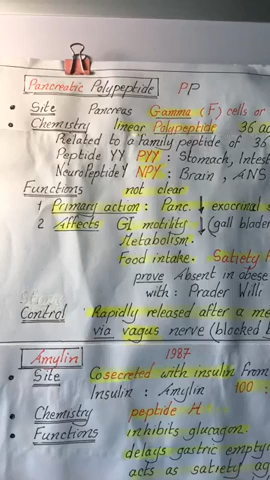 Pancreatic Polypeptide PP
• Site Pancreas Gamma (F) cells or
• Chemistry linear Polypeptide 36 ac
Related to a family peptide of 36
Peptide YY PYY : Stomach, Intest
NeuropeptideY NPY : Brain, ANS
Functions not clear
1 Primary action : Panc. ↓ exocrinal s
2 Affects GI motility ↓ (gall bladder
Metabolism.
Food intake. Satiety
prove Absent in obese
with : Prader Willi
Control Rapidly released after a me
via vagus nerve (blocked b
Amylin 1987
• Site Cosecreted with insulin from
Insulin : Amylin 100 :
• Chemistry peptide
• Functions inhibits glucagon.
delays gastric empty
acts as satiety ag